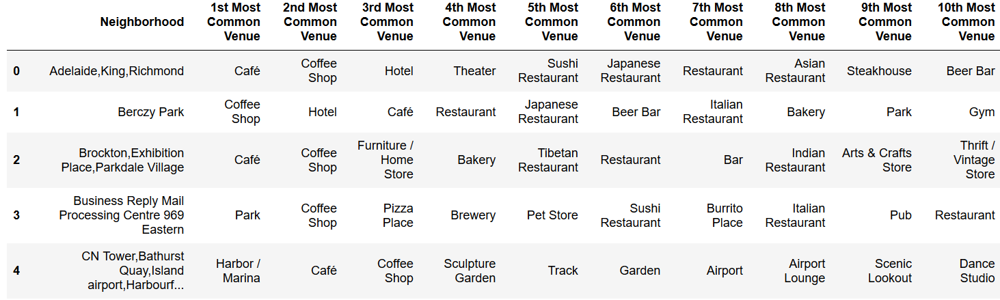 Neighborhood 1st Most Common Venue 2nd Most Common Venue 3rd Most Common Venue 4th Most Common Venue 5th Most Common Venue 6th Most Common Venue 7th Most Common Venue 8th Most Common Venue 9th Most Common Venue 10th Most Common Venue
0 Adelaide,King,Richmond Café Coffee Shop Hotel Theater Sushi Restaurant Japanese Restaurant Restaurant Asian Restaurant Steakhouse Beer Bar
1 Berczy Park Coffee Shop Hotel Café Restaurant Japanese Restaurant Beer Bar Italian Restaurant Bakery Park Gym
2 Brockton,Exhibition Place,Parkdale Village Café Coffee Shop Furniture / Home Store Bakery Tibetan Restaurant Restaurant Bar Indian Restaurant Arts & Crafts Store Thrift / Vintage Store
3 Business Reply Mail Processing Centre 969 Eastern Park Coffee Shop Pizza Place Brewery Pet Store Sushi Restaurant Burrito Place Italian Restaurant Pub Restaurant
4 CN Tower,Bathurst Quay,Island airport,Harbourf... Harbor / Marina Café Coffee Shop Sculpture Garden Track Garden Airport Airport Lounge Scenic Lookout Dance Studio